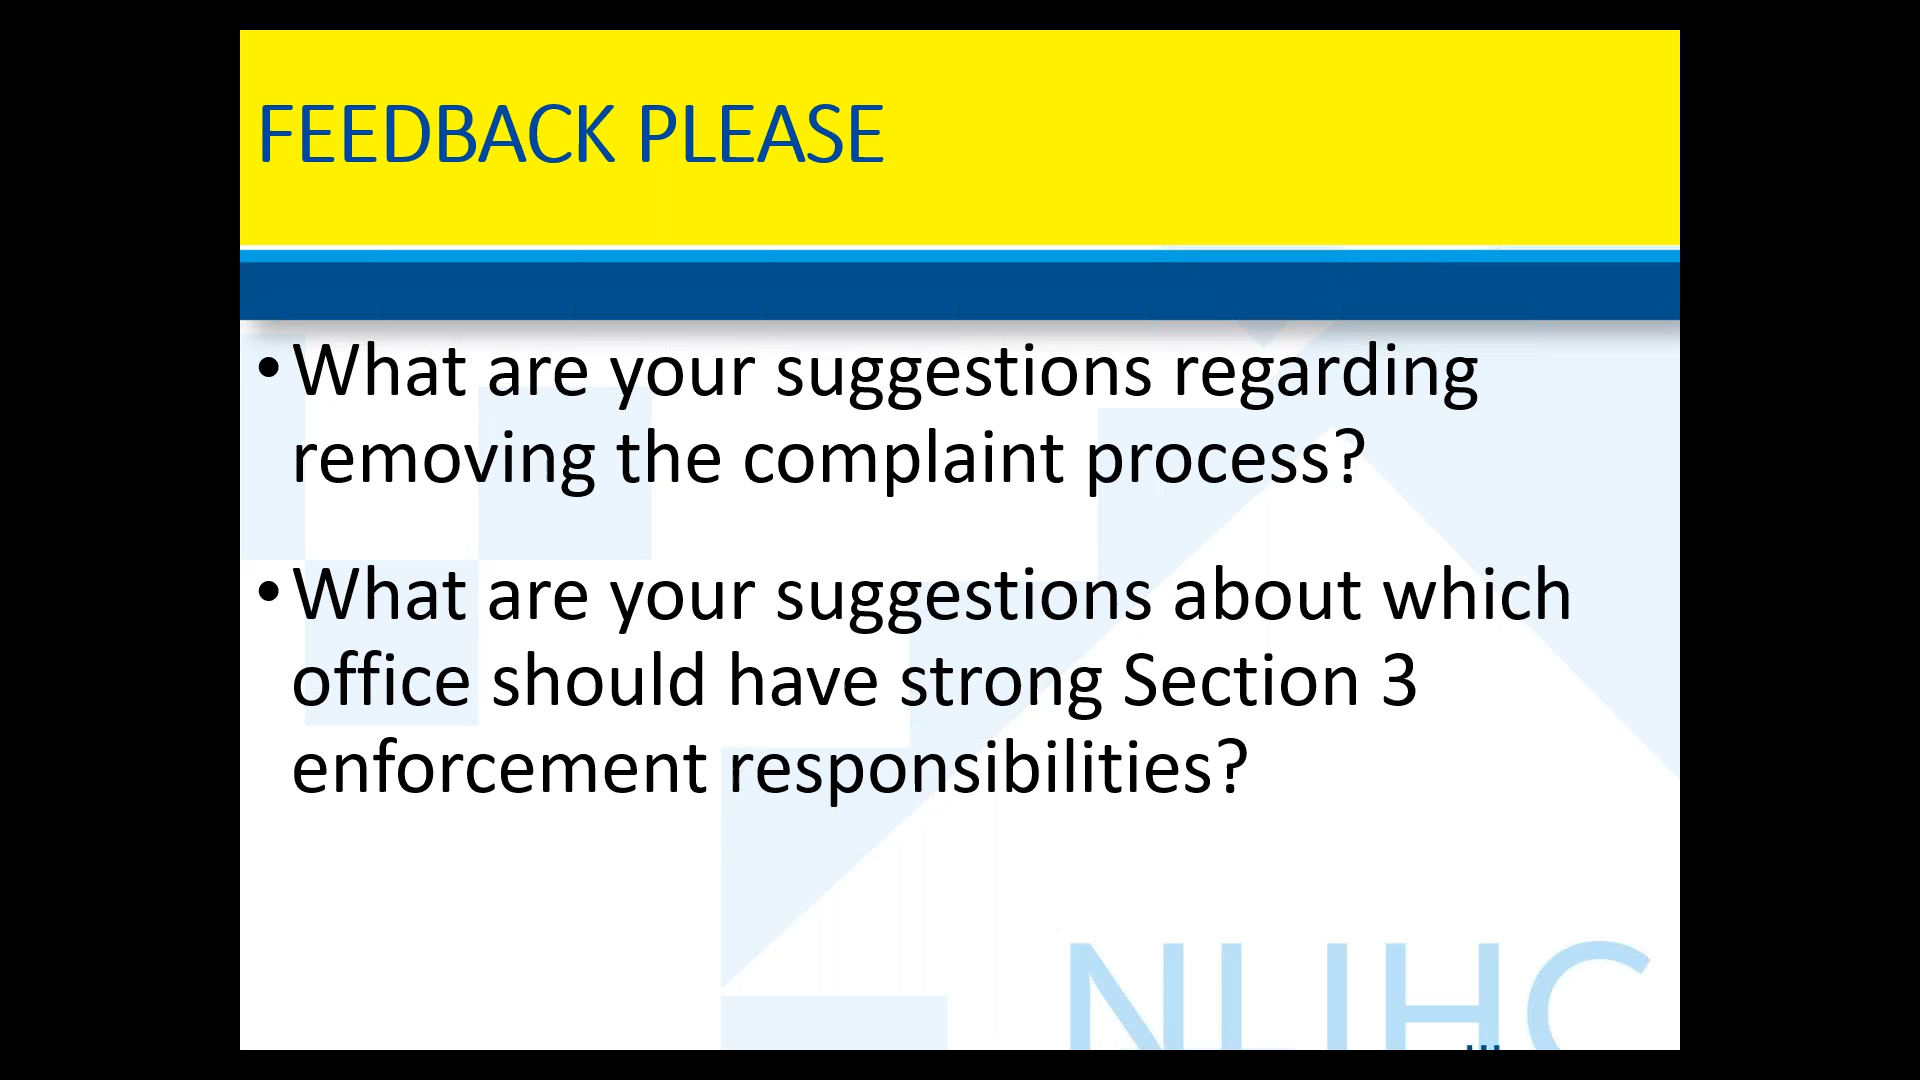 FEEDBACK PLEASE
• What are your suggestions regarding
removing the complaint process?
• What are your suggestions about which
office should have strong Section 3
enforcement responsibilities?
NLIHC